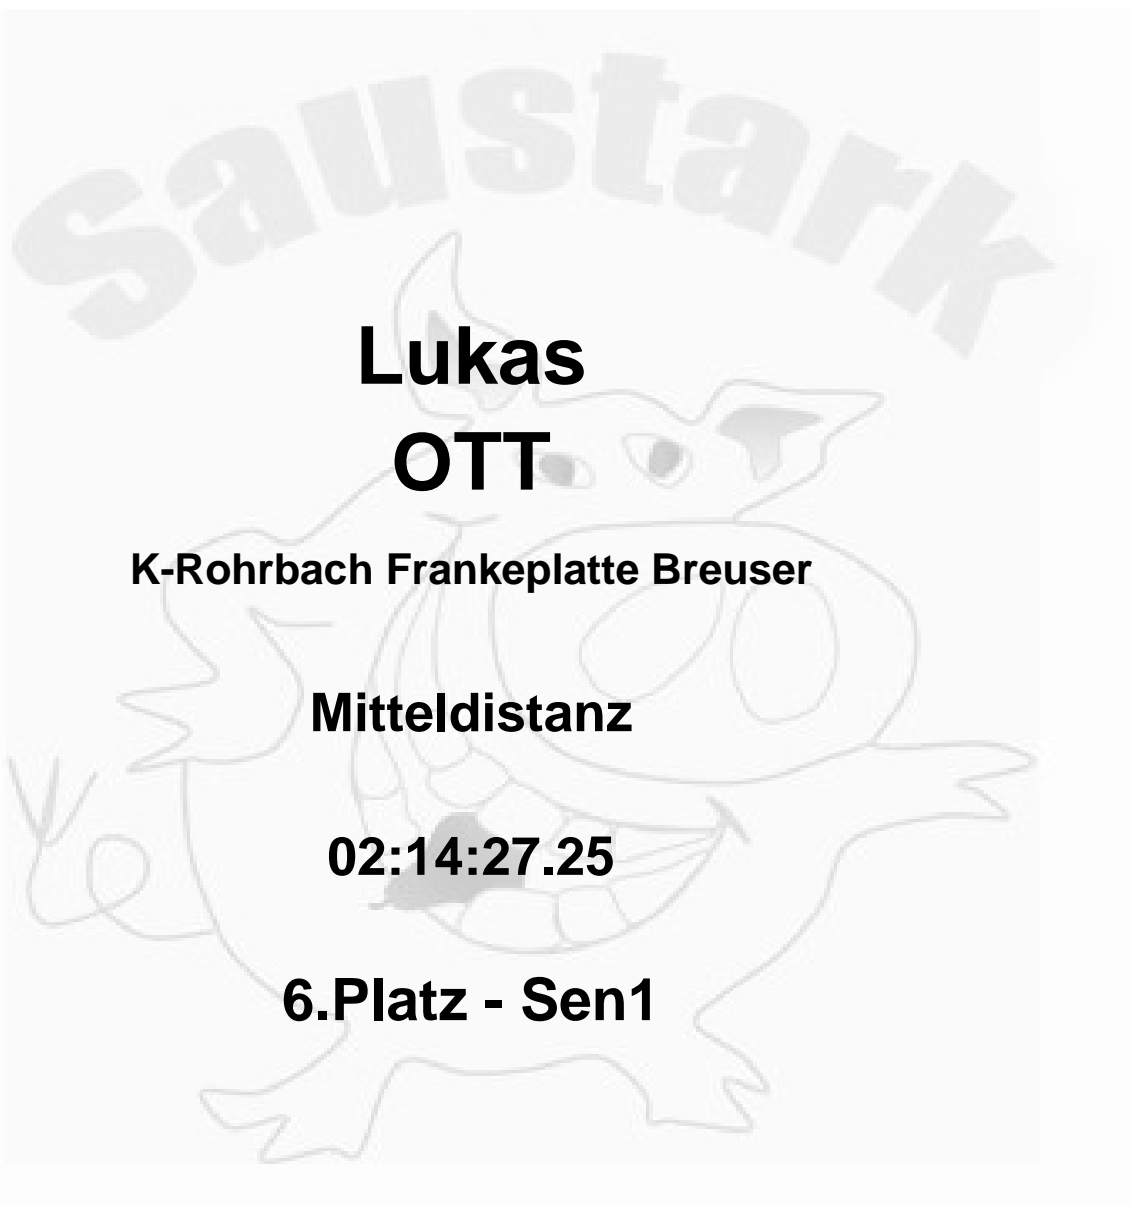 Saustark
Lukas
OTT
K-Rohrbach Frankeplatte Breuser
Mitteldistanz
02:14:27.25
6.Platz - Sen1